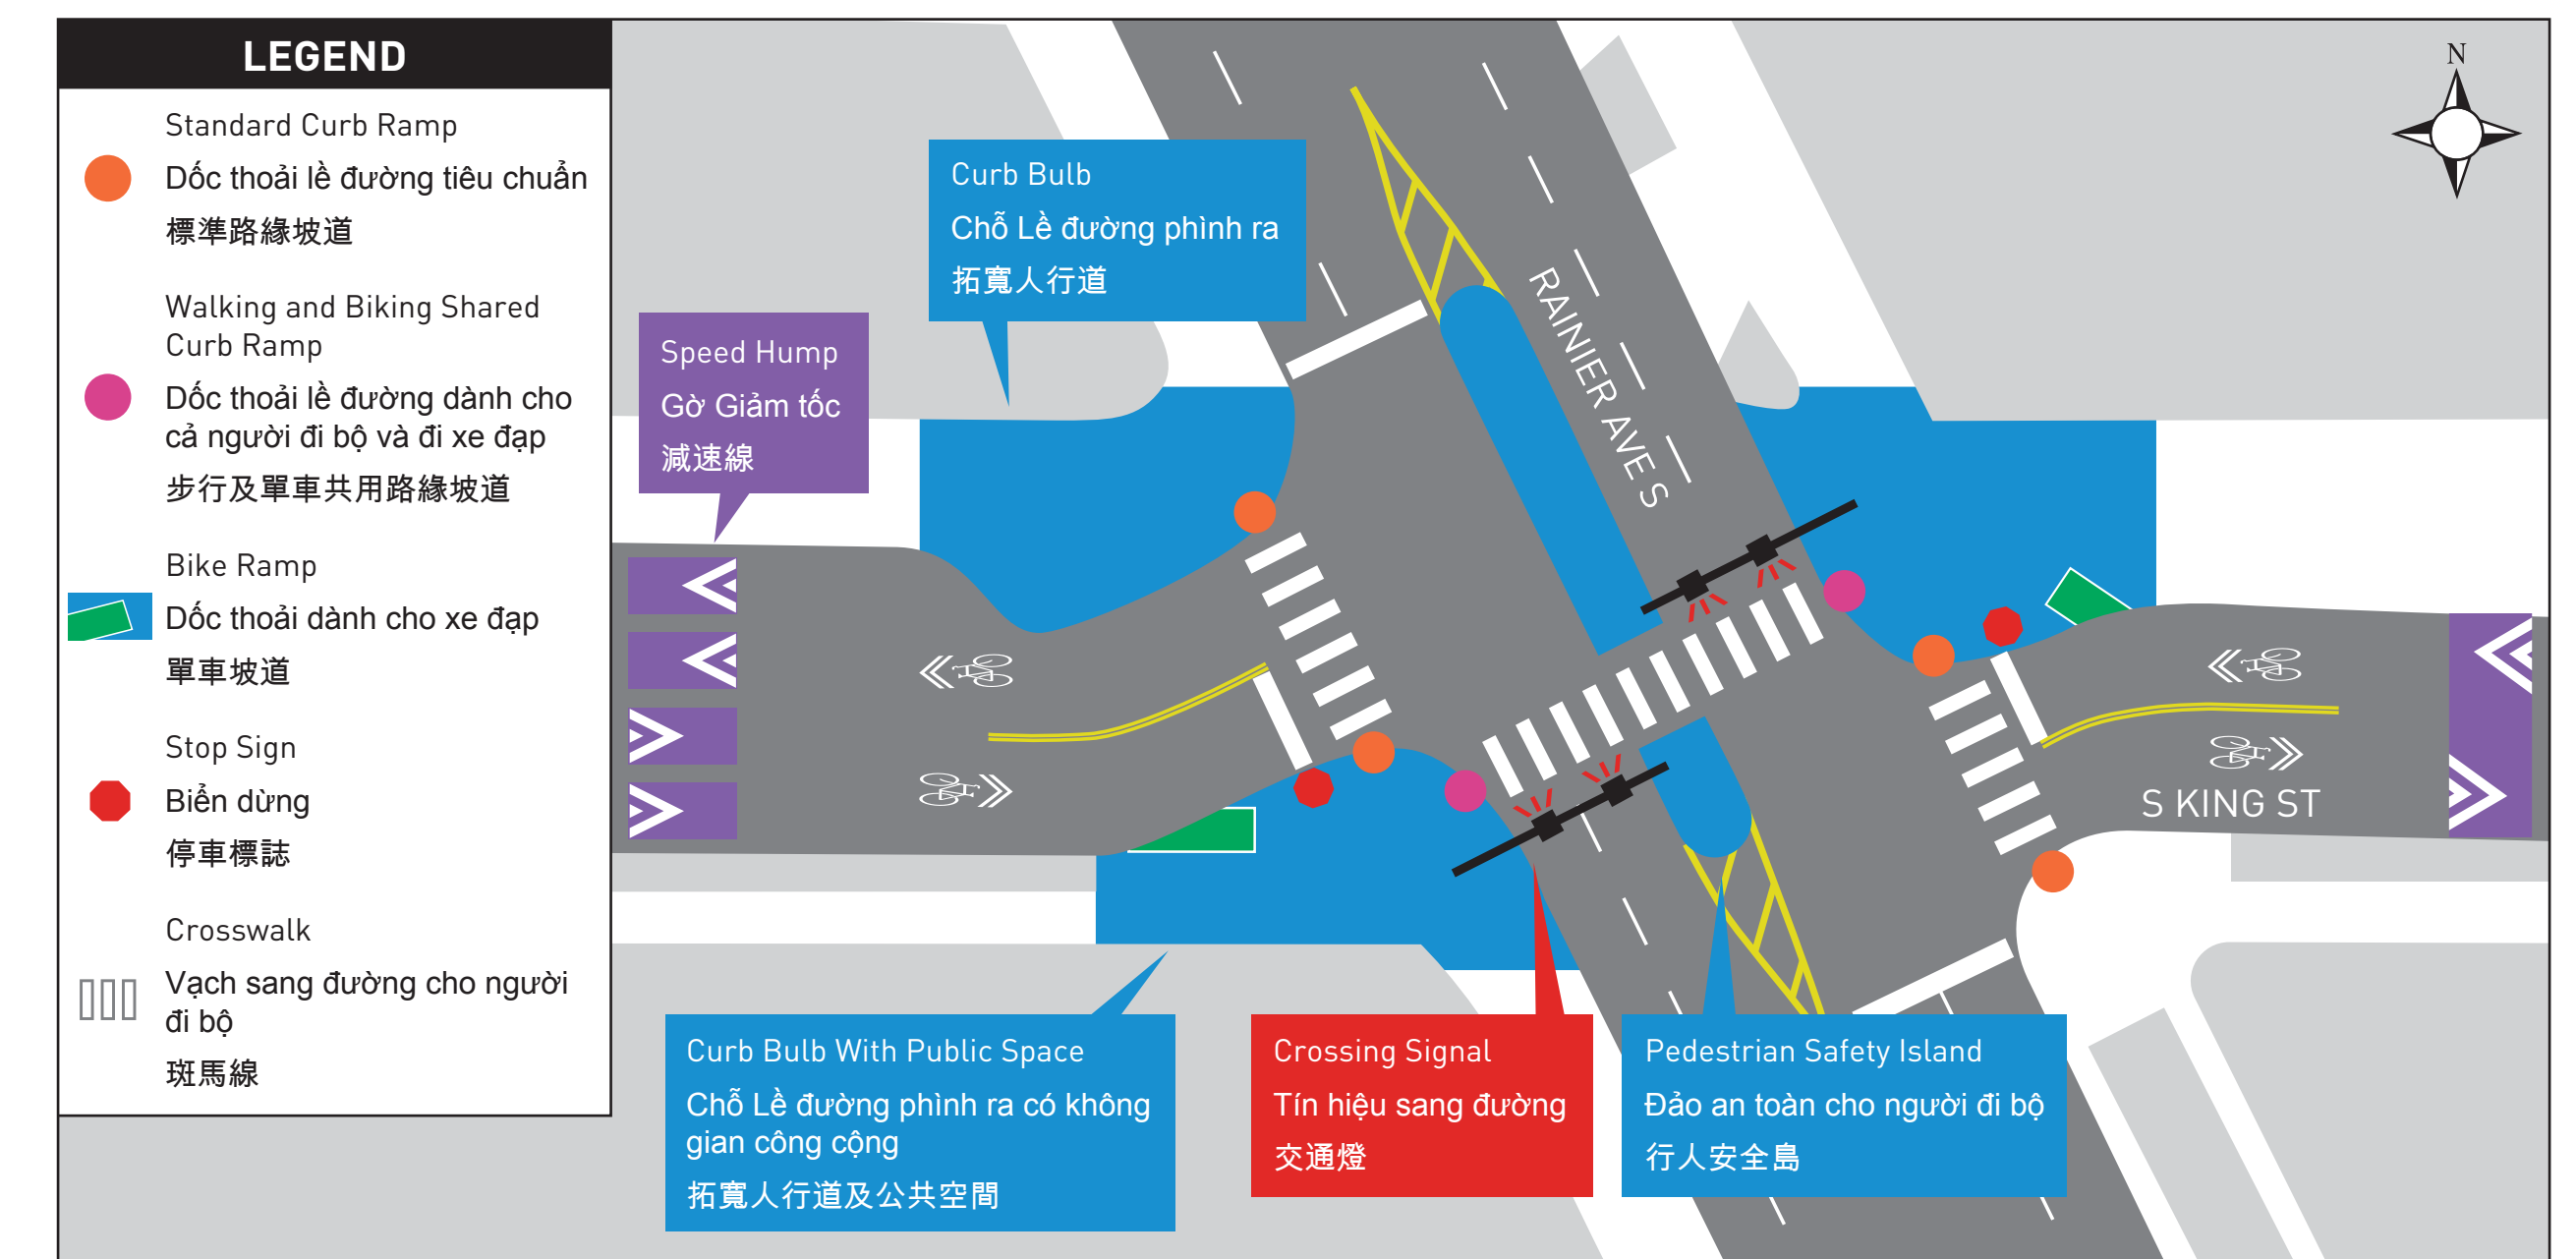 LEGEND
Standard Curb Ramp
Dốc thoải lề đường tiêu chuẩn
標準路緣坡道
Walking and Biking Shared
Curb Ramp
Dốc thoải lề đường dành cho
cả người đi bộ và đi xe đạp
步行及單車共用路緣坡道
Bike Ramp
Dốc thoải dành cho xe đạp
單車坡道
Stop Sign
Biển dừng
停車標誌
Crosswalk
Vạch sang đường cho người
đi bộ
斑馬線
N
Curb Bulb
Chỗ Lề đường phình ra
拓寬人行道
Speed Hump
Gờ Giảm tốc
減速線
RAINIER AVE S
S KING ST
Curb Bulb With Public Space
Chỗ Lề đường phình ra có không
gian công cộng
拓寬人行道及公共空間
Crossing Signal
Tín hiệu sang đường
交通燈
Pedestrian Safety Island
Đảo an toàn cho người đi bộ
行人安全島